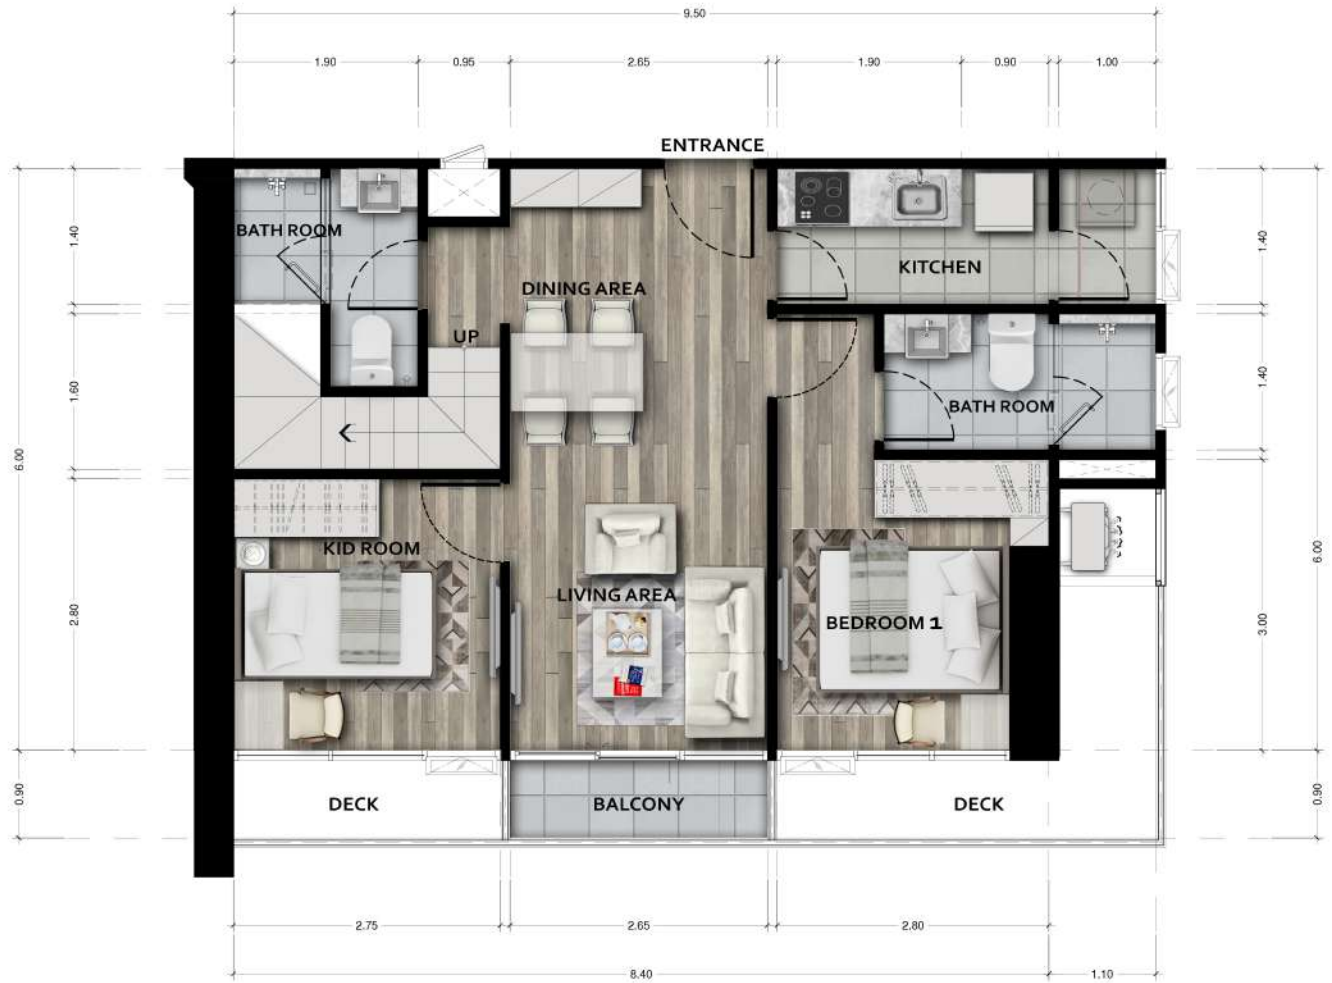 9.50
1.90
0.95
2.65
1.90
0.90
1.00
ENTRANCE
BATH ROOM
1.40
1.40
KITCHEN
DINING AREA
UP
1.60
1.40
BATH ROOM
6.00
KID ROOM
6.00
LIVING AREA
2.80
BEDROOM 1
3.00
0.90
DECK
BALCONY
DECK
0.90
2.75
2.65
2.80
8.40
1.10